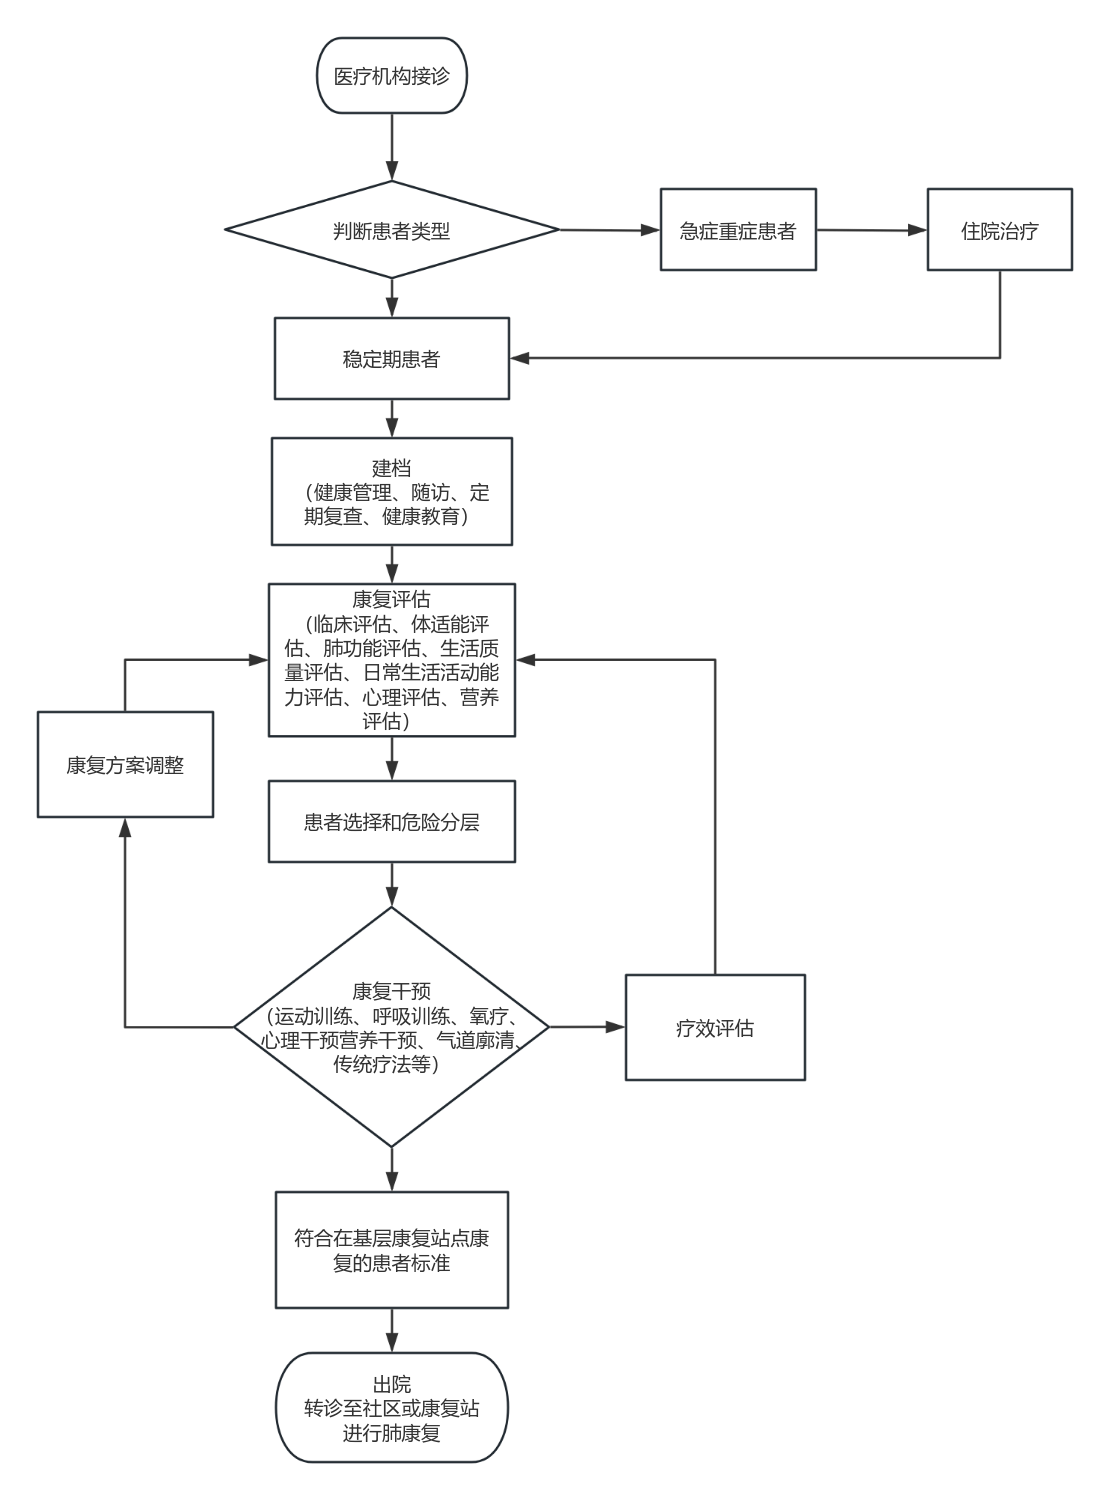 医疗机构接诊
判断患者类型
急症重症患者
住院治疗
稳定期患者
建档
（健康管理、随访、定
期复查、健康教育）
康复评估
（临床评估、体适能评
估、肺功能评估、生活质
量评估、日常生活活动能
力评估、心理评估、营养
评估）
康复方案调整
患者选择和危险分层
康复干预
（运动训练、呼吸训练、氧疗、
心理干预营养干预、气道廓清、
传统疗法等）
疗效评估
符合在基层康复站点康
复的患者标准
出院
转诊至社区或康复站
进行肺康复